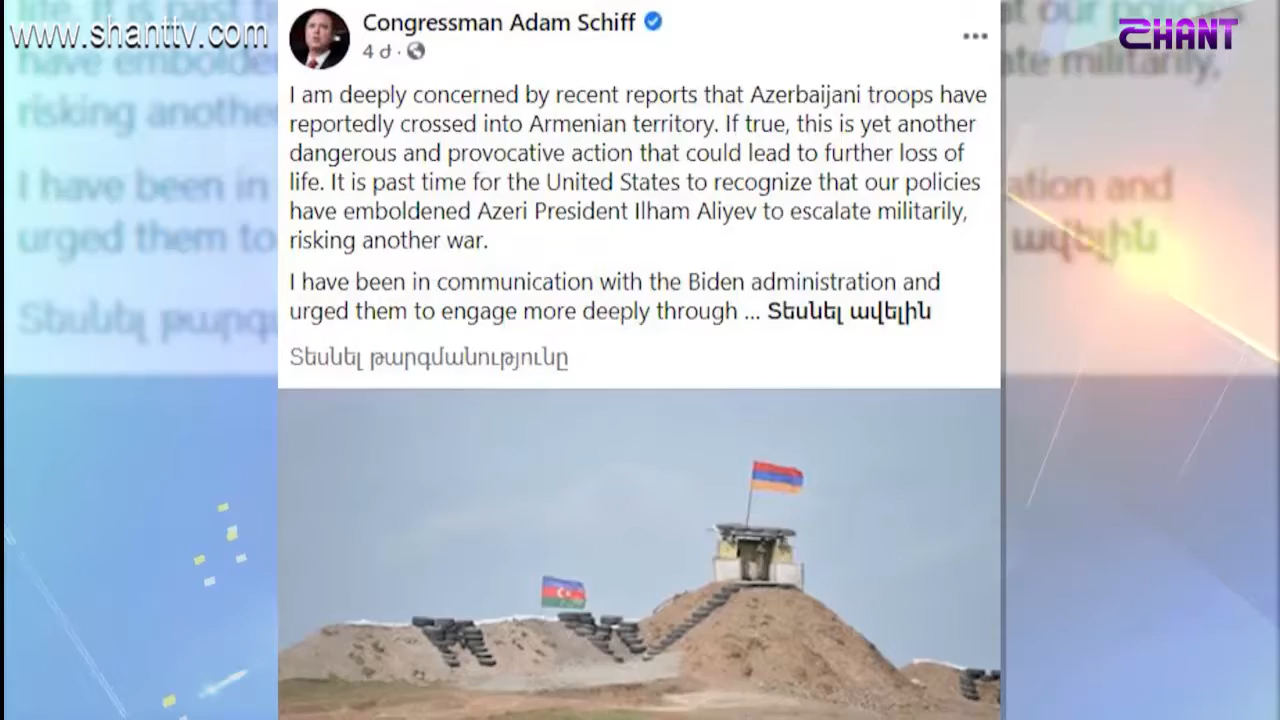 www.shanttv.com
SHANT
Congressman Adam Schiff
4 ժ
I am deeply concerned by recent reports that Azerbaijani troops have
reportedly crossed into Armenian territory. If true, this is yet another
dangerous and provocative action that could lead to further loss of
life. It is past time for the United States to recognize that our policies
have emboldened Azeri President Ilham Aliyev to escalate militarily,
risking another war.
I have been in communication with the Biden administration and
urged them to engage more deeply through ... Տեսնել ավելին
Տեսնել թարգմանությունը